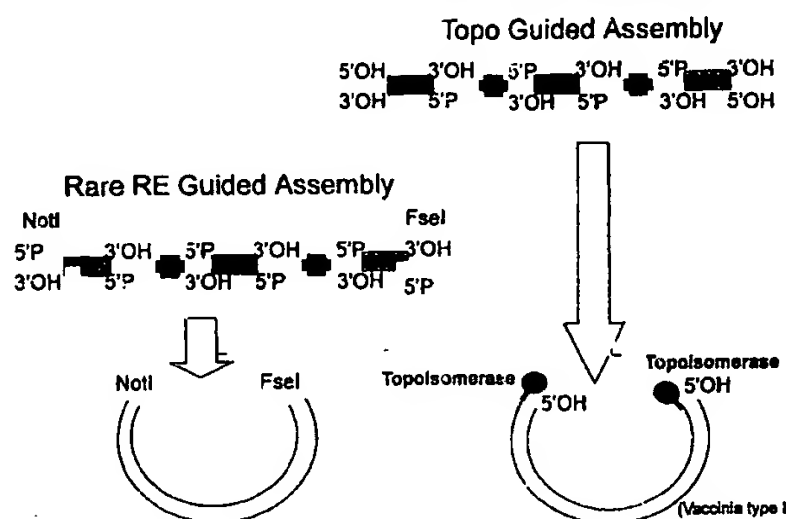 Topo Guided Assembly
5'OH 3'OH 5'P 3'OH 5'P 3'OH
3'OH 5'P 3'OH 5'P 3'OH 5'OH
Rare RE Guided Assembly
NotI FseI
5'P 3'OH 5'P 3'OH 5'P 3'OH
3'OH 5'P 3'OH 5'P 3'OH 5'P
NotI FseI
Topoisomerase Topoisomerase
5'OH 5'OH
(Vaccinia type I